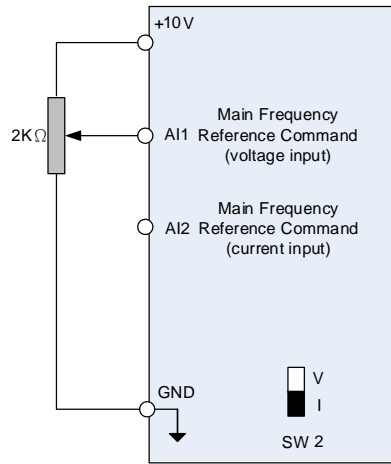 +10V
2KΩ
AI1
Main Frequency
Reference Command
(voltage input)
AI2
Main Frequency
Reference Command
(current input)
GND
V
I
SW 2